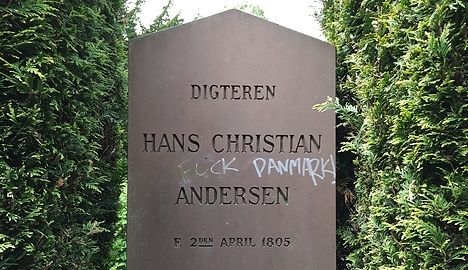 DIGTEREN
HANS CHRISTIAN
FUCK DANMARK!
ANDERSEN
F. 2DEN APRIL 1805